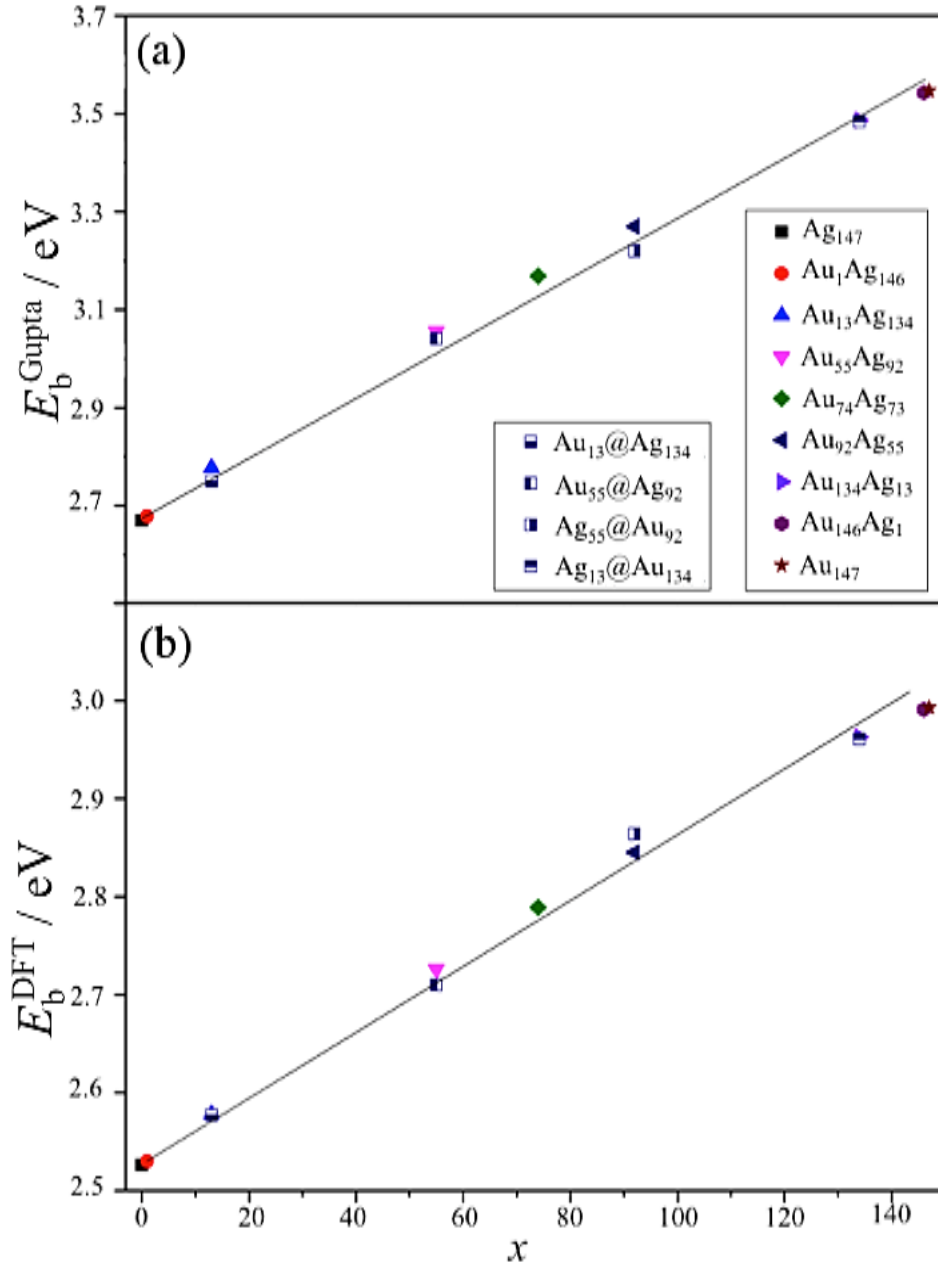 (a)
3.7
3.5
3.3
3.1
2.9
2.7
E_b^Gupta / eV
Au₁₃@Ag₁₃₄
Au₅₅@Ag₉₂
Ag₅₅@Au₉₂
Ag₁₃@Au₁₃₄
Ag₁₄₇
Au₁Ag₁₄₆
Au₁₃Ag₁₃₄
Au₅₅Ag₉₂
Au₇₄Ag₇₃
Au₉₂Ag₅₅
Au₁₃₄Ag₁₃
Au₁₄₆Ag₁
Au₁₄₇
(b)
3.0
2.9
2.8
2.7
2.6
2.5
E_b^DFT / eV
0 20 40 60 80 100 120 140
x